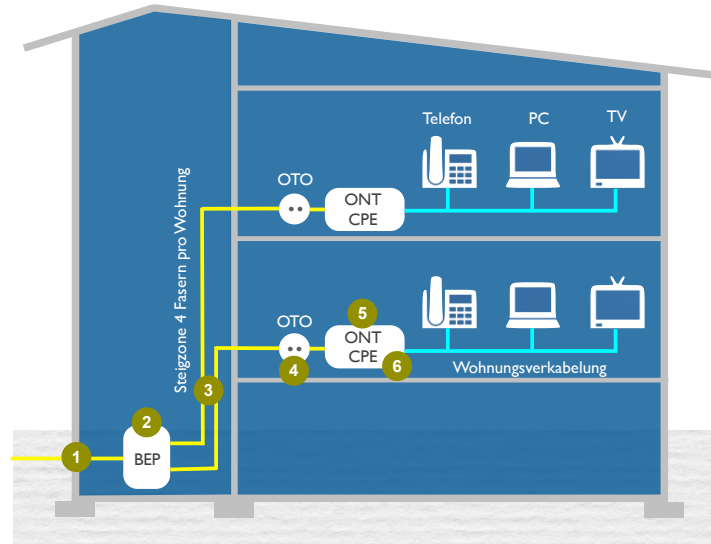 Telefon
PC
TV
OTO
ONT
CPE
Steigzone 4 Fasern pro Wohnung
5
OTO
ONT
CPE
4
6
Wohnungsverkabelung
3
2
1
BEP